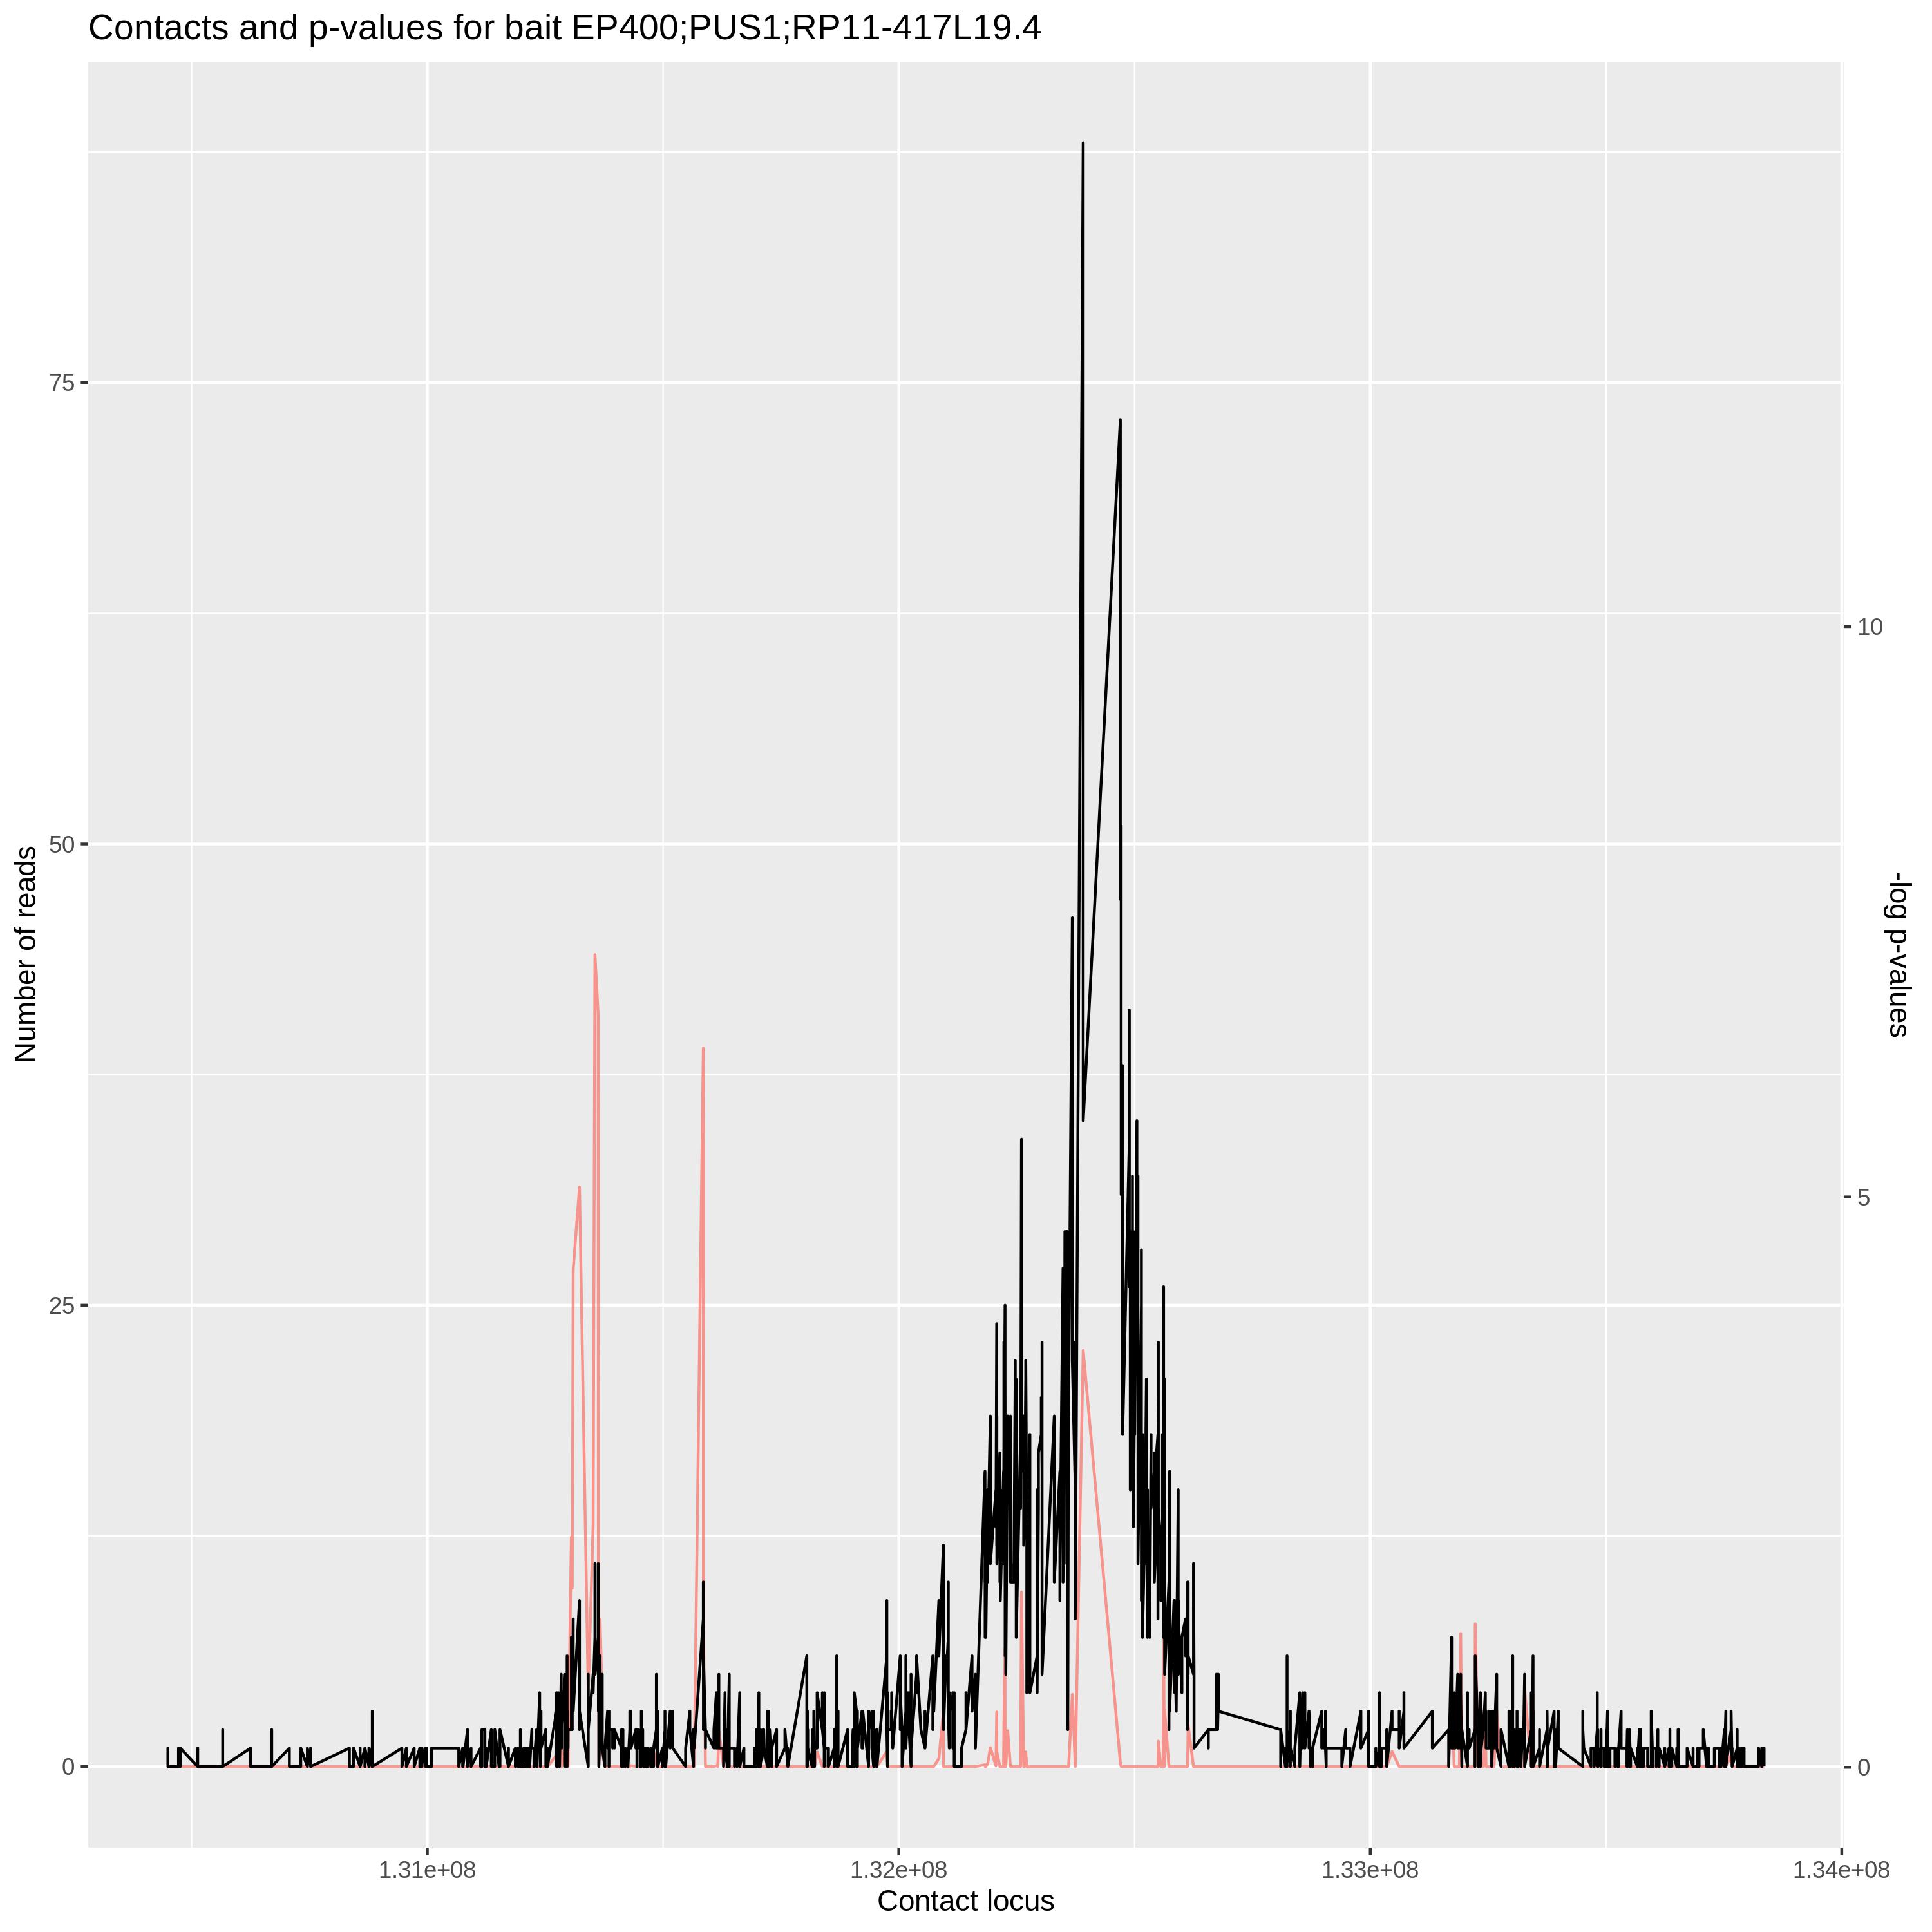 Contacts and p-values for bait EP400;PUS1;RP11-417L19.4
75
50
25
0
Number of reads
10
5
0
-log p-values
1.31e+08
1.32e+08
1.33e+08
1.34e+08
Contact locus